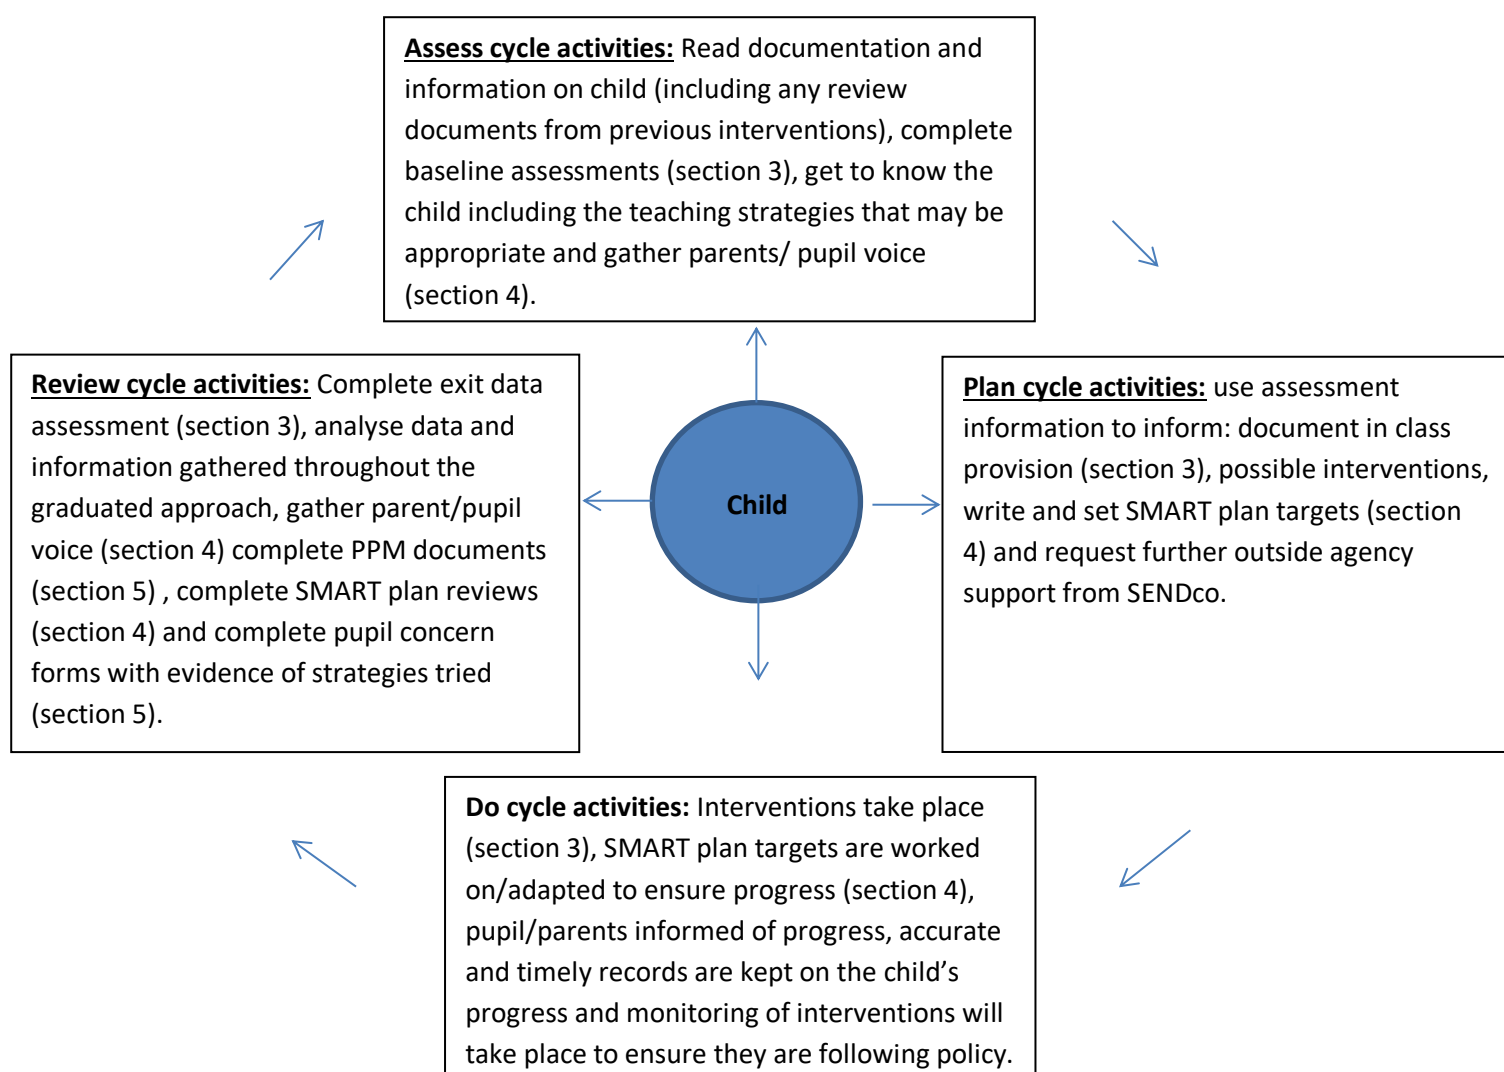 Assess cycle activities: Read documentation and
information on child (including any review
documents from previous interventions), complete
baseline assessments (section 3), get to know the
child including the teaching strategies that may be
appropriate and gather parents/ pupil voice
(section 4).
Review cycle activities: Complete exit data
assessment (section 3), analyse data and
information gathered throughout the
graduated approach, gather parent/pupil
voice (section 4) complete PPM documents
(section 5) , complete SMART plan reviews
(section 4) and complete pupil concern
forms with evidence of strategies tried
(section 5).
Child
Plan cycle activities: use assessment
information to inform: document in class
provision (section 3), possible interventions,
write and set SMART plan targets (section
4) and request further outside agency
support from SENDco.
Do cycle activities: Interventions take place
(section 3), SMART plan targets are worked
on/adapted to ensure progress (section 4),
pupil/parents informed of progress, accurate
and timely records are kept on the child’s
progress and monitoring of interventions will
take place to ensure they are following policy.